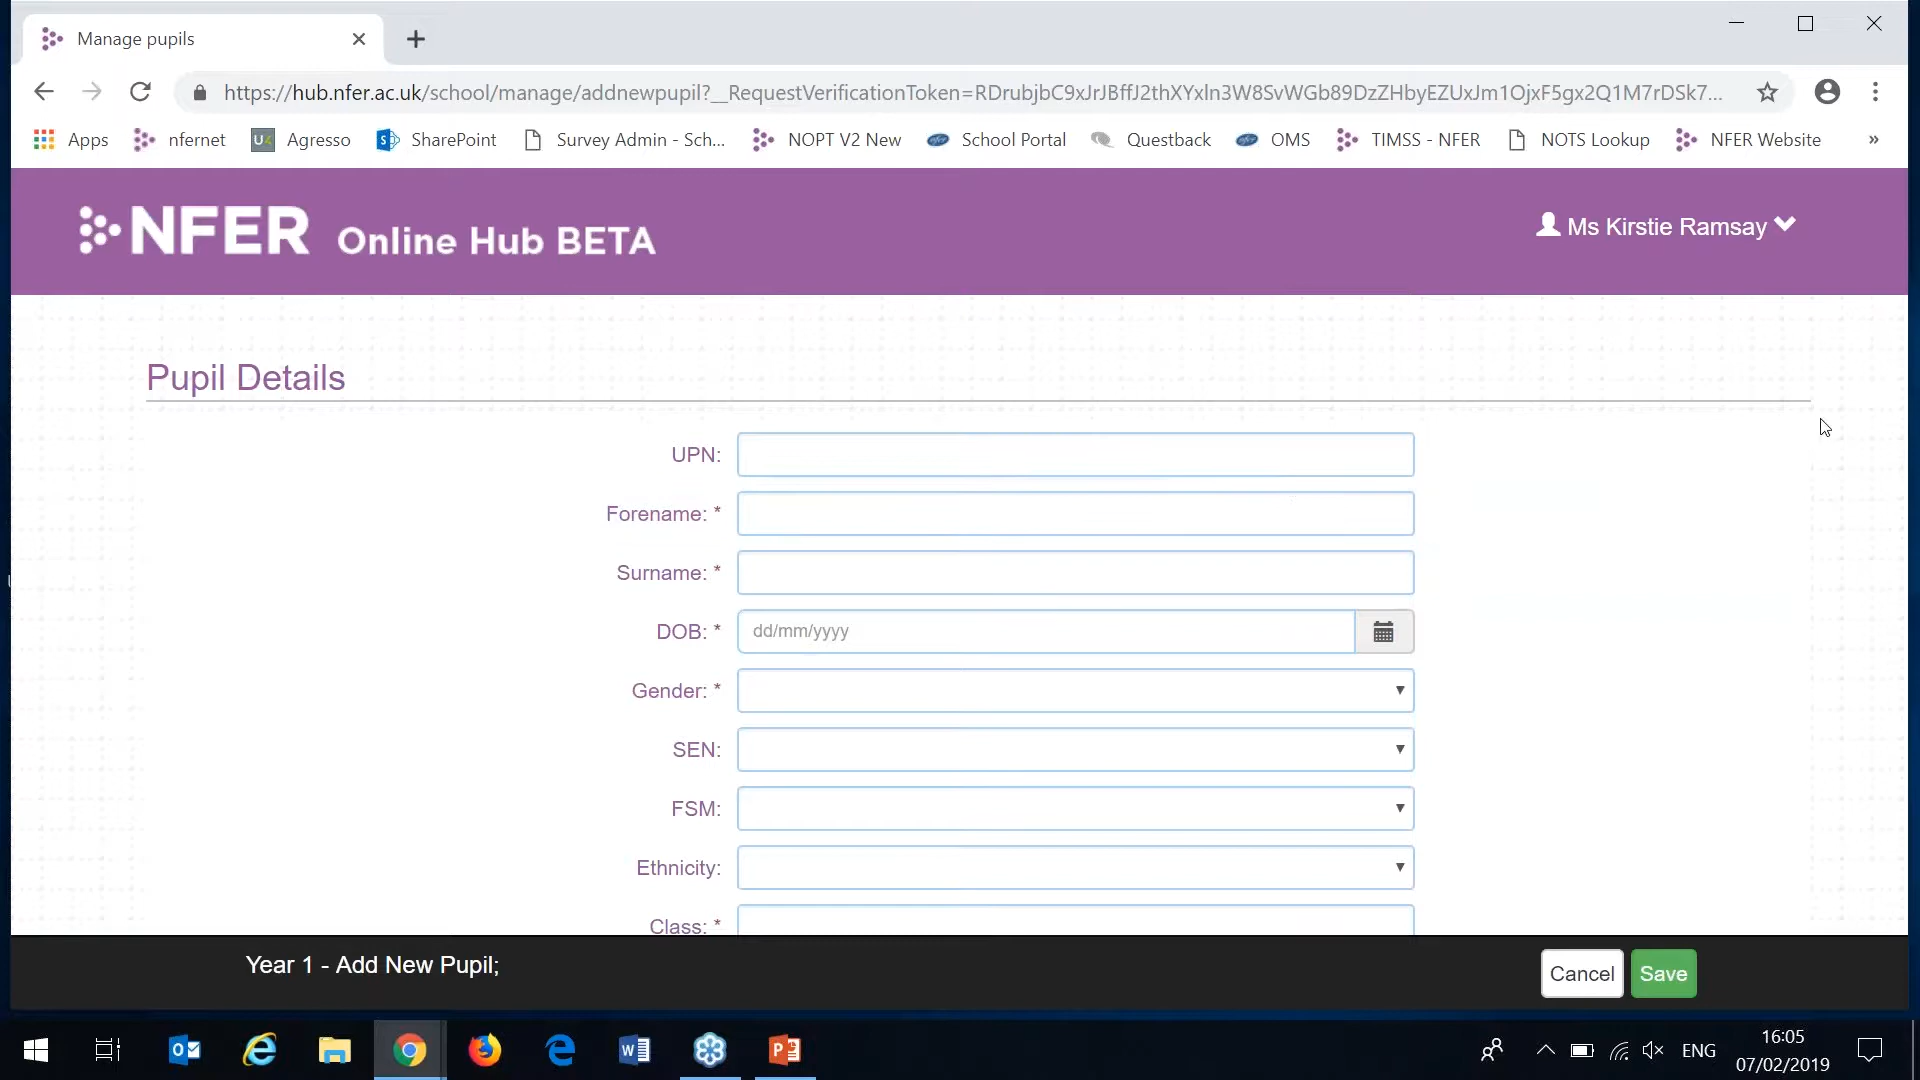 Manage pupils
https://hub.nfer.ac.uk/school/manage/addnewpupil?__RequestVerificationToken=RDrubjbC9xJrJBffJ2thXYxIn3W8SvWGb89DzZHbyEZUxJm1OjxF5gx2Q1M7rDSk7...
Apps nfernet Agresso SharePoint Survey Admin - Sch... NOPT V2 New School Portal Questback OMS TIMSS - NFER NOTS Lookup NFER Website »
NFER Online Hub BETA
Ms Kirstie Ramsay
Pupil Details
UPN:
Forename: *
Surname: *
DOB: * dd/mm/yyyy
Gender: *
SEN:
FSM:
Ethnicity:
Class: *
Year 1 - Add New Pupil;
Cancel Save
ENG
16:05
07/02/2019